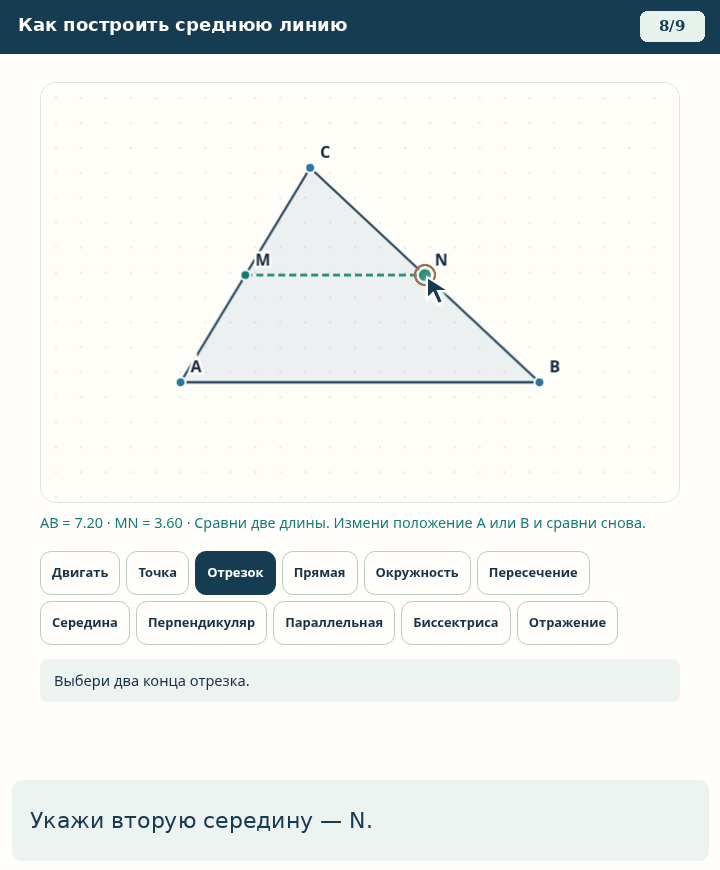 Как построить среднюю линию
8/9
C
M
N
A
B
AB = 7.20 · MN = 3.60 · Сравни две длины. Измени положение A или B и сравни снова.
Двигать Точка Отрезок Прямая Окружность Пересечение
Середина Перпендикуляр Параллельная Биссектриса Отражение
Выбери два конца отрезка.
Укажи вторую середину — N.